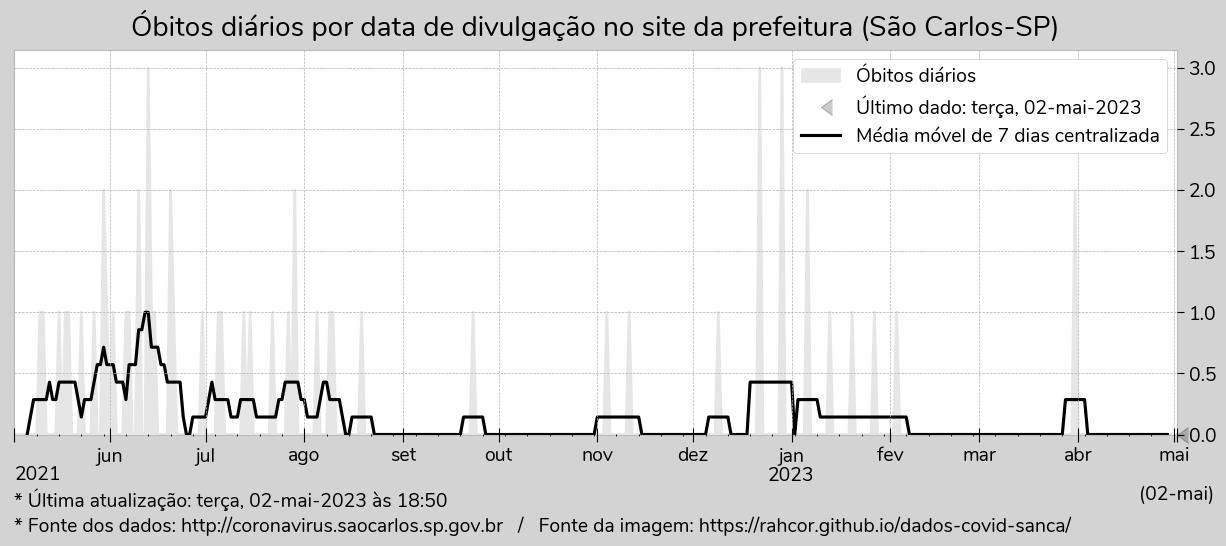 Óbitos diários por data de divulgação no site da prefeitura (São Carlos-SP)
Óbitos diários
Último dado: terça, 02-mai-2023
Média móvel de 7 dias centralizada
3.0
2.5
2.0
1.5
1.0
0.5
0.0
jun jul ago set out nov dez jan fev mar abr mai
2021 2023
(02-mai)
* Última atualização: terça, 02-mai-2023 às 18:50
* Fonte dos dados: http://coronavirus.saocarlos.sp.gov.br / Fonte da imagem: https://rahcor.github.io/dados-covid-sanca/